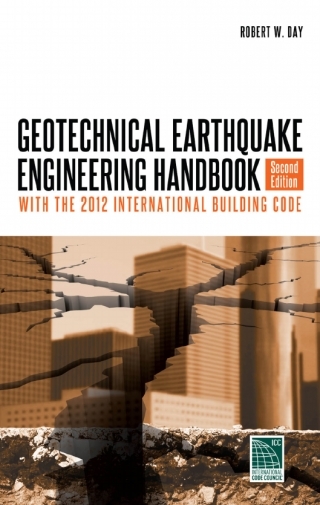 ROBERT W. DAY
GEOTECHNICAL EARTHQUAKE
ENGINEERING HANDBOOK Second
Edition
WITH THE 2012 INTERNATIONAL BUILDING CODE
ICC
INTERNATIONAL
CODE COUNCIL